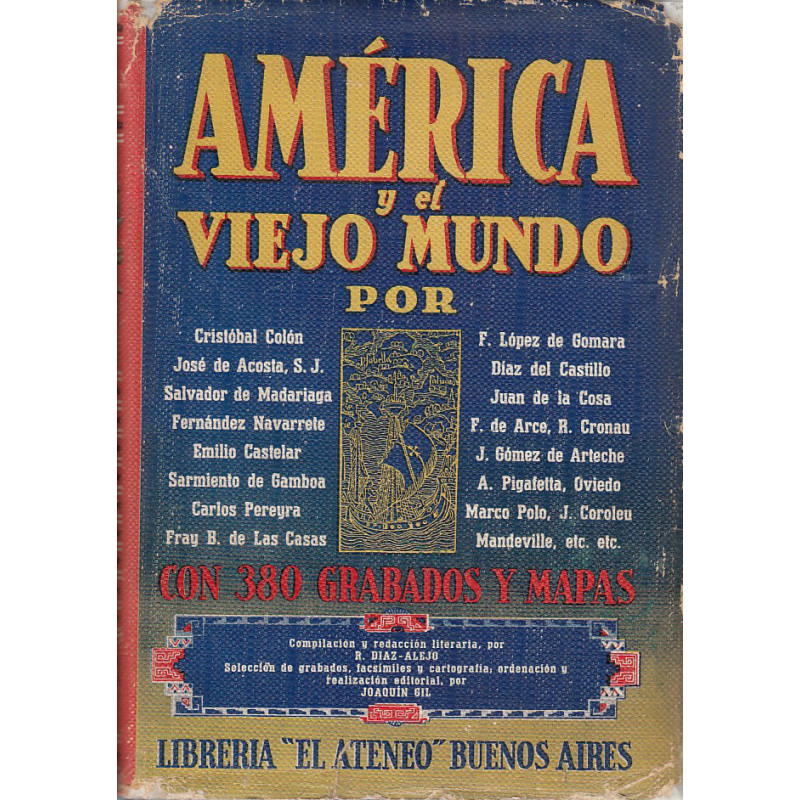 AMÉRICA
y el
VIEJO MUNDO
POR
Cristóbal Colón
José de Acosta, S. J.
Salvador de Madariaga
Fernández Navarrete
Emilio Castelar
Sarmiento de Gamboa
Carlos Pereyra
Fray B. de Las Casas
F. López de Gomara
Díaz del Castillo
Juan de la Cosa
F. de Arce, R. Cronau
J. Gómez de Arteche
A. Pigafetta, Oviedo
Marco Polo, J. Coroleu
Mandeville, etc. etc.
CON 380 GRABADOS Y MAPAS
Compilación y redacción literaria, por
R. DIAZ-ALEJO
Selección de grabados, facsímiles y cartografía; ordenación y
realización editorial, por
JOAQUÍN GIL
LIBRERIA "EL ATENEO" BUENOS AIRES